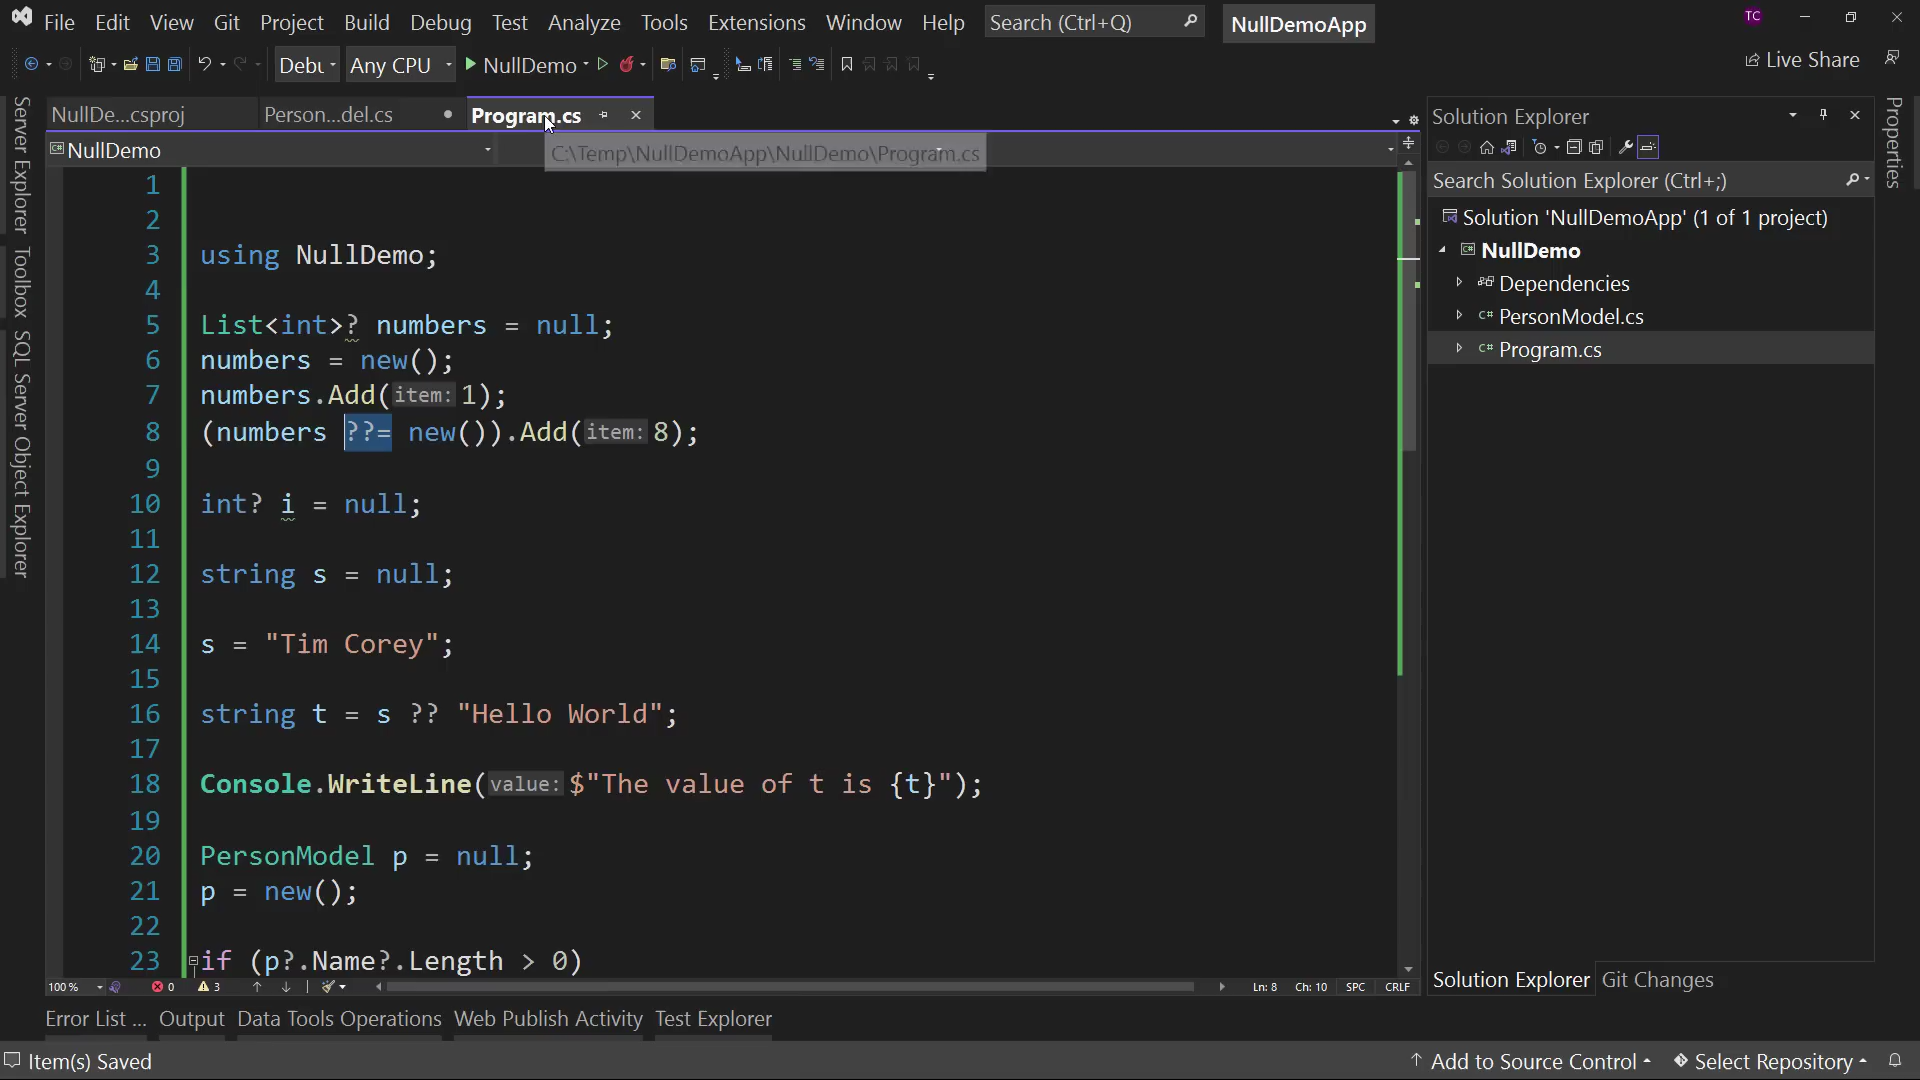 File Edit View Git Project Build Debug Test Analyze Tools Extensions Window Help Search (Ctrl+Q) NullDemoApp TC
Debu Any CPU NullDemo Live Share
NullDe...csproj Person...del.cs Program.cs
NullDemo
C:\Temp\NullDemoApp\NullDemo\Program.cs
Server Explorer
Toolbox
SQL Server Object Explorer
1
2
3 using NullDemo;
4
5 List<int>? numbers = null;
6 numbers = new();
7 numbers.Add(item: 1);
8 (numbers ??= new()).Add(item: 8);
9
10 int? i = null;
11
12 string s = null;
13
14 s = "Tim Corey";
15
16 string t = s ?? "Hello World";
17
18 Console.WriteLine(value: $"The value of t is {t}");
19
20 PersonModel p = null;
21 p = new();
22
23 if (p?.Name?.Length > 0)
100 % 0 3 Ln: 8 Ch: 10 SPC CRLF
Solution Explorer
Search Solution Explorer (Ctrl+;)
Solution 'NullDemoApp' (1 of 1 project)
NullDemo
Dependencies
C# PersonModel.cs
C# Program.cs
Solution Explorer Git Changes
Properties
Error List ... Output Data Tools Operations Web Publish Activity Test Explorer
Item(s) Saved Add to Source Control Select Repository